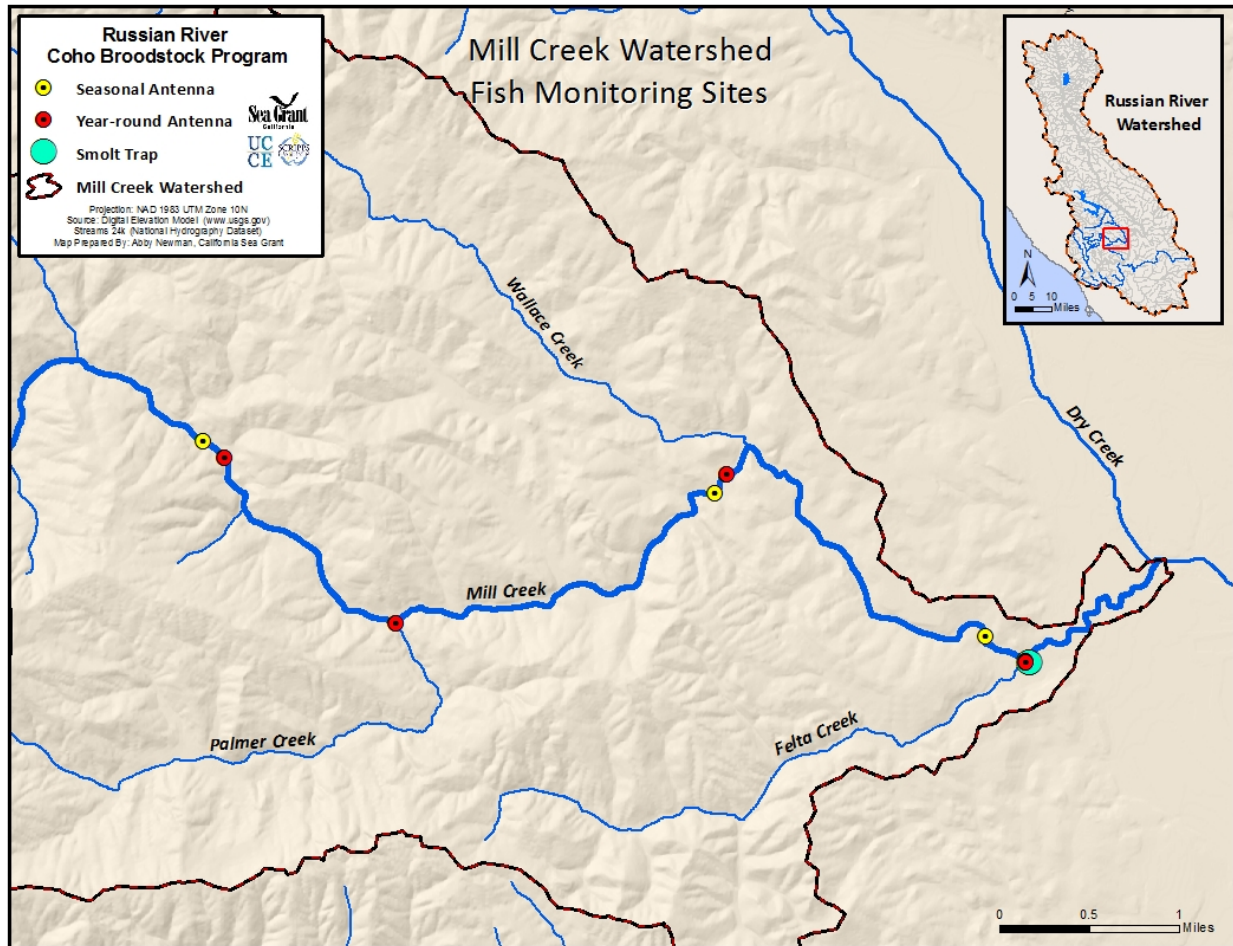 Russian River
Coho Broodstock Program
Seasonal Antenna
Year-round Antenna
Smolt Trap
Mill Creek Watershed
Sea Grant
California
UC
CE
SCRIPPS
Projection: NAD 1983 UTM Zone 10N
Source: Digital Elevation Model (www.usgs.gov)
Streams 24k (National Hydrography Dataset)
Map Prepared By: Abby Newman, California Sea Grant
Mill Creek Watershed
Fish Monitoring Sites
Russian River
Watershed
N
0 5 10
Miles
Wallace Creek
Dry Creek
Mill Creek
Palmer Creek
Felta Creek
0 0.5 1
Miles